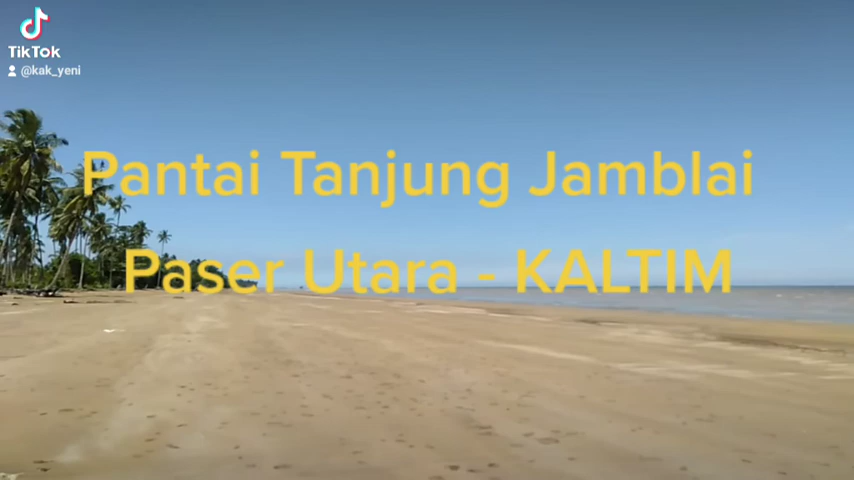 TikTok
@kak_yeni
Pantai Tanjung Jamblai
Paser Utara - KALTIM